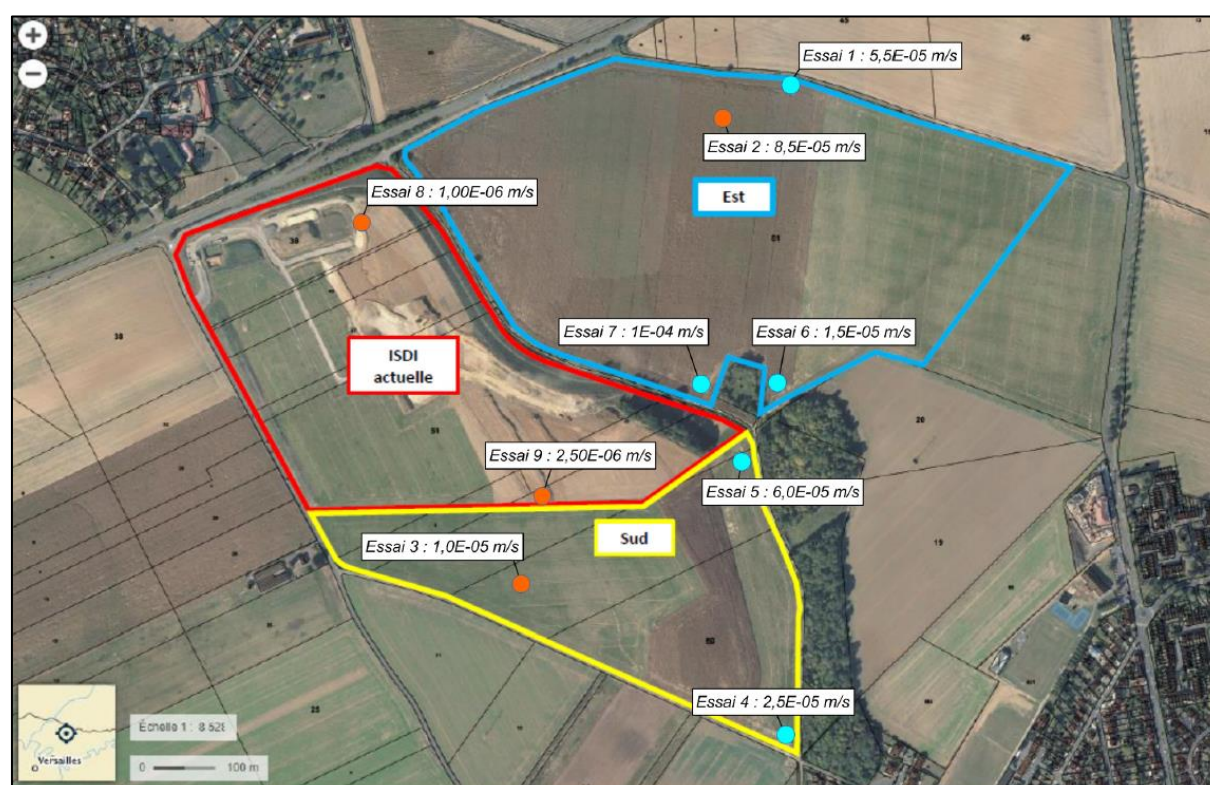 +
−
Essai 1 : 5,5E-05 m/s
Essai 2 : 8,5E-05 m/s
Est
Essai 8 : 1,00E-06 m/s
Essai 7 : 1E-04 m/s
Essai 6 : 1,5E-05 m/s
ISDI
actuelle
Essai 9 : 2,50E-06 m/s
Essai 5 : 6,0E-05 m/s
Sud
Essai 3 : 1,0E-05 m/s
Essai 4 : 2,5E-05 m/s
Versailles
Échelle 1 : 8 528
0
100 m